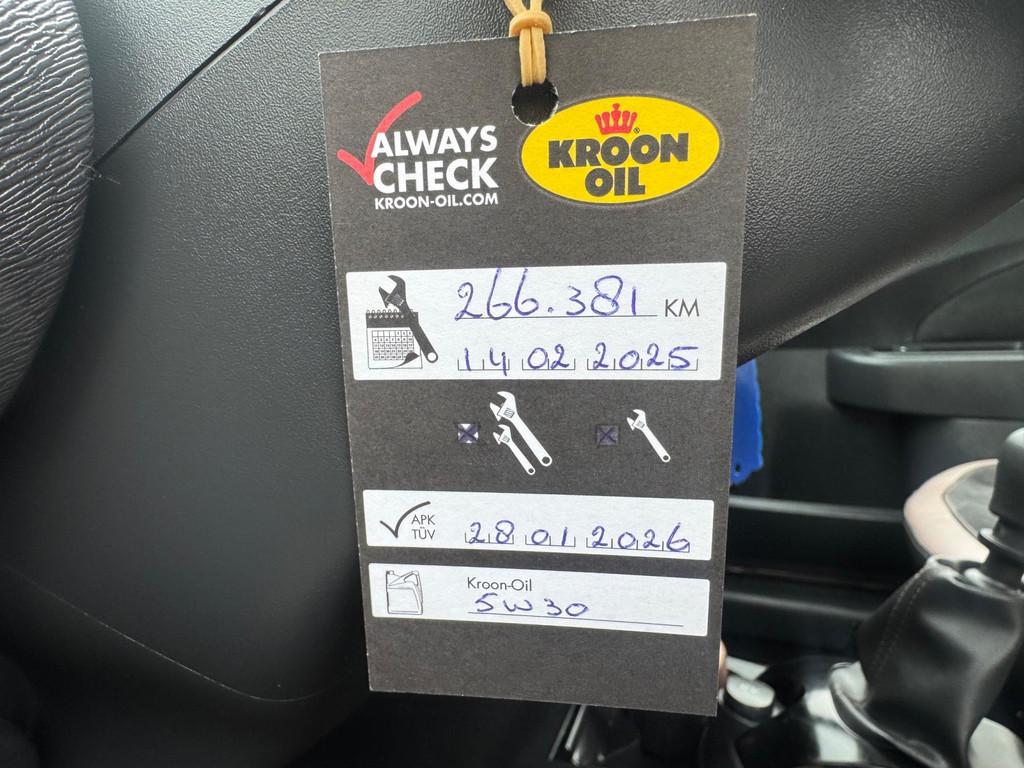 ALWAYS
CHECK
KROON-OIL.COM
KROON
OIL
266.381 KM
14 02 2025
APK
TÜV
28 01 2026
Kroon-Oil
5W30